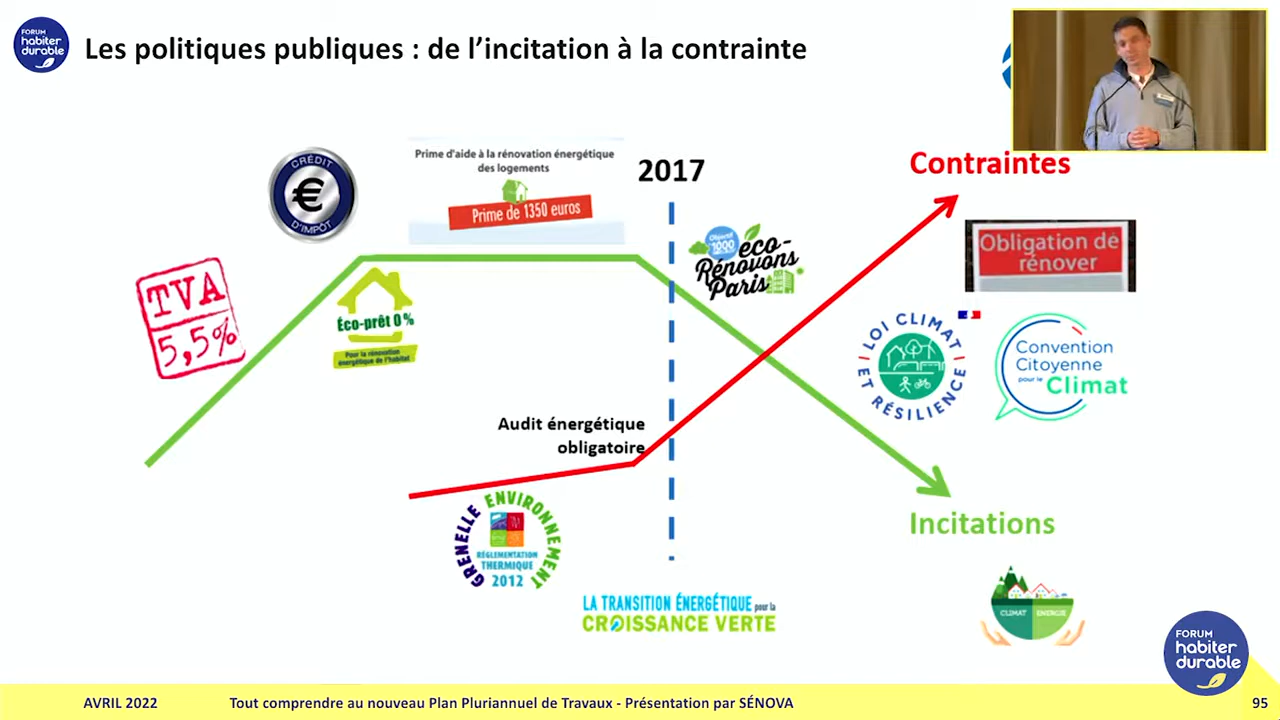 FORUM
habiter
durable
Les politiques publiques : de l'incitation à la contrainte
CRÉDIT
€
D'IMPÔT
Prime d'aide à la rénovation énergétique
des logements
Prime de 1350 euros
2017
Contraintes
Objectif
1000
éco-
Rénovons
Paris
Obligation de
rénover
TVA
5,5%
Éco-prêt 0 %
Pour la rénovation
énergétique de l'habitat
LOI CLIMAT
ET RÉSILIENCE
Convention
Citoyenne
pour le
Climat
Audit énergétique
obligatoire
GRENELLE ENVIRONNEMENT
RÉGLEMENTATION
THERMIQUE
2012
Incitations
CLIMAT ENERGIE
LA TRANSITION ÉNERGÉTIQUE pour la
CROISSANCE VERTE
FORUM
habiter
durable
AVRIL 2022 Tout comprendre au nouveau Plan Pluriannuel de Travaux - Présentation par SÉNOVA 95